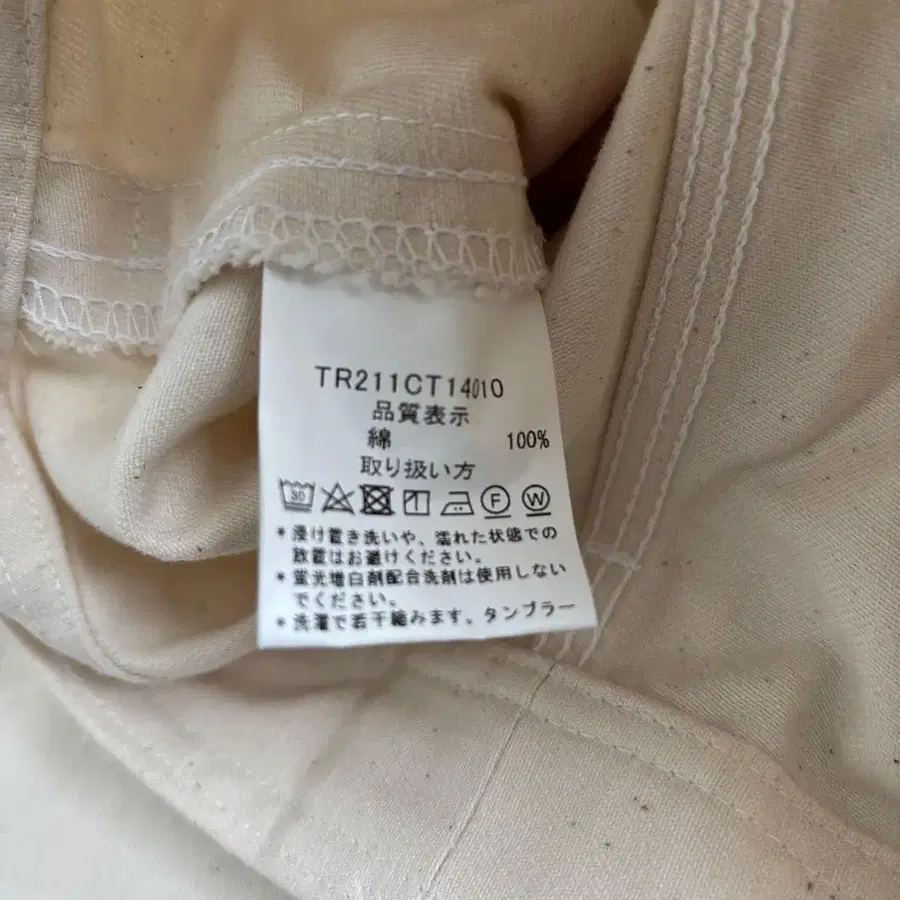 TR211CT14010
品質表示
綿 100%
取り扱い方
30 F W
*浸け置き洗いや、濡れた状態での
放置はお避けください。
*蛍光増白剤配合洗剤は使用しない
でください。
*洗濯で若干縮みます。タンブラー